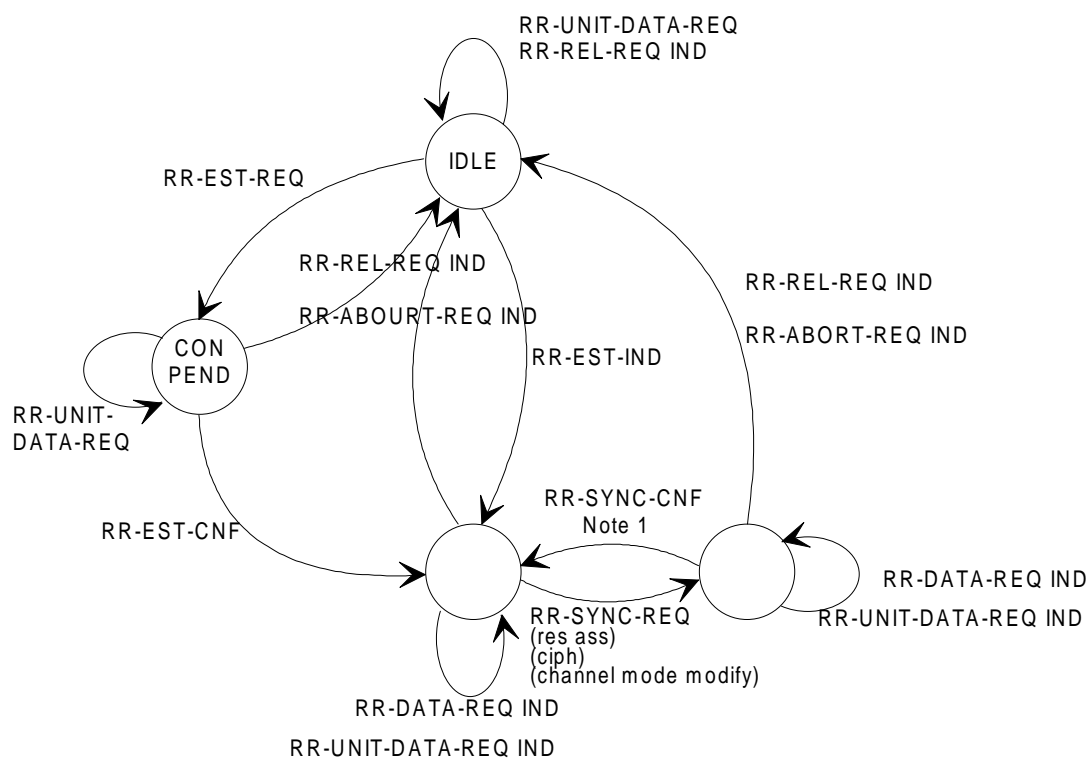 RR-UNIT-DATA-REQ
RR-REL-REQ IND
IDLE
RR-EST-REQ
RR-REL-REQ IND
RR-ABOURT-REQ IND
RR-REL-REQ IND
RR-ABORT-REQ IND
RR-EST-IND
CON
PEND
RR-UNIT-
DATA-REQ
RR-EST-CNF
RR-SYNC-CNF
Note 1
RR-SYNC-REQ
(res ass)
(ciph)
(channel mode modify)
RR-DATA-REQ IND
RR-UNIT-DATA-REQ IND
RR-DATA-REQ IND
RR-UNIT-DATA-REQ IND